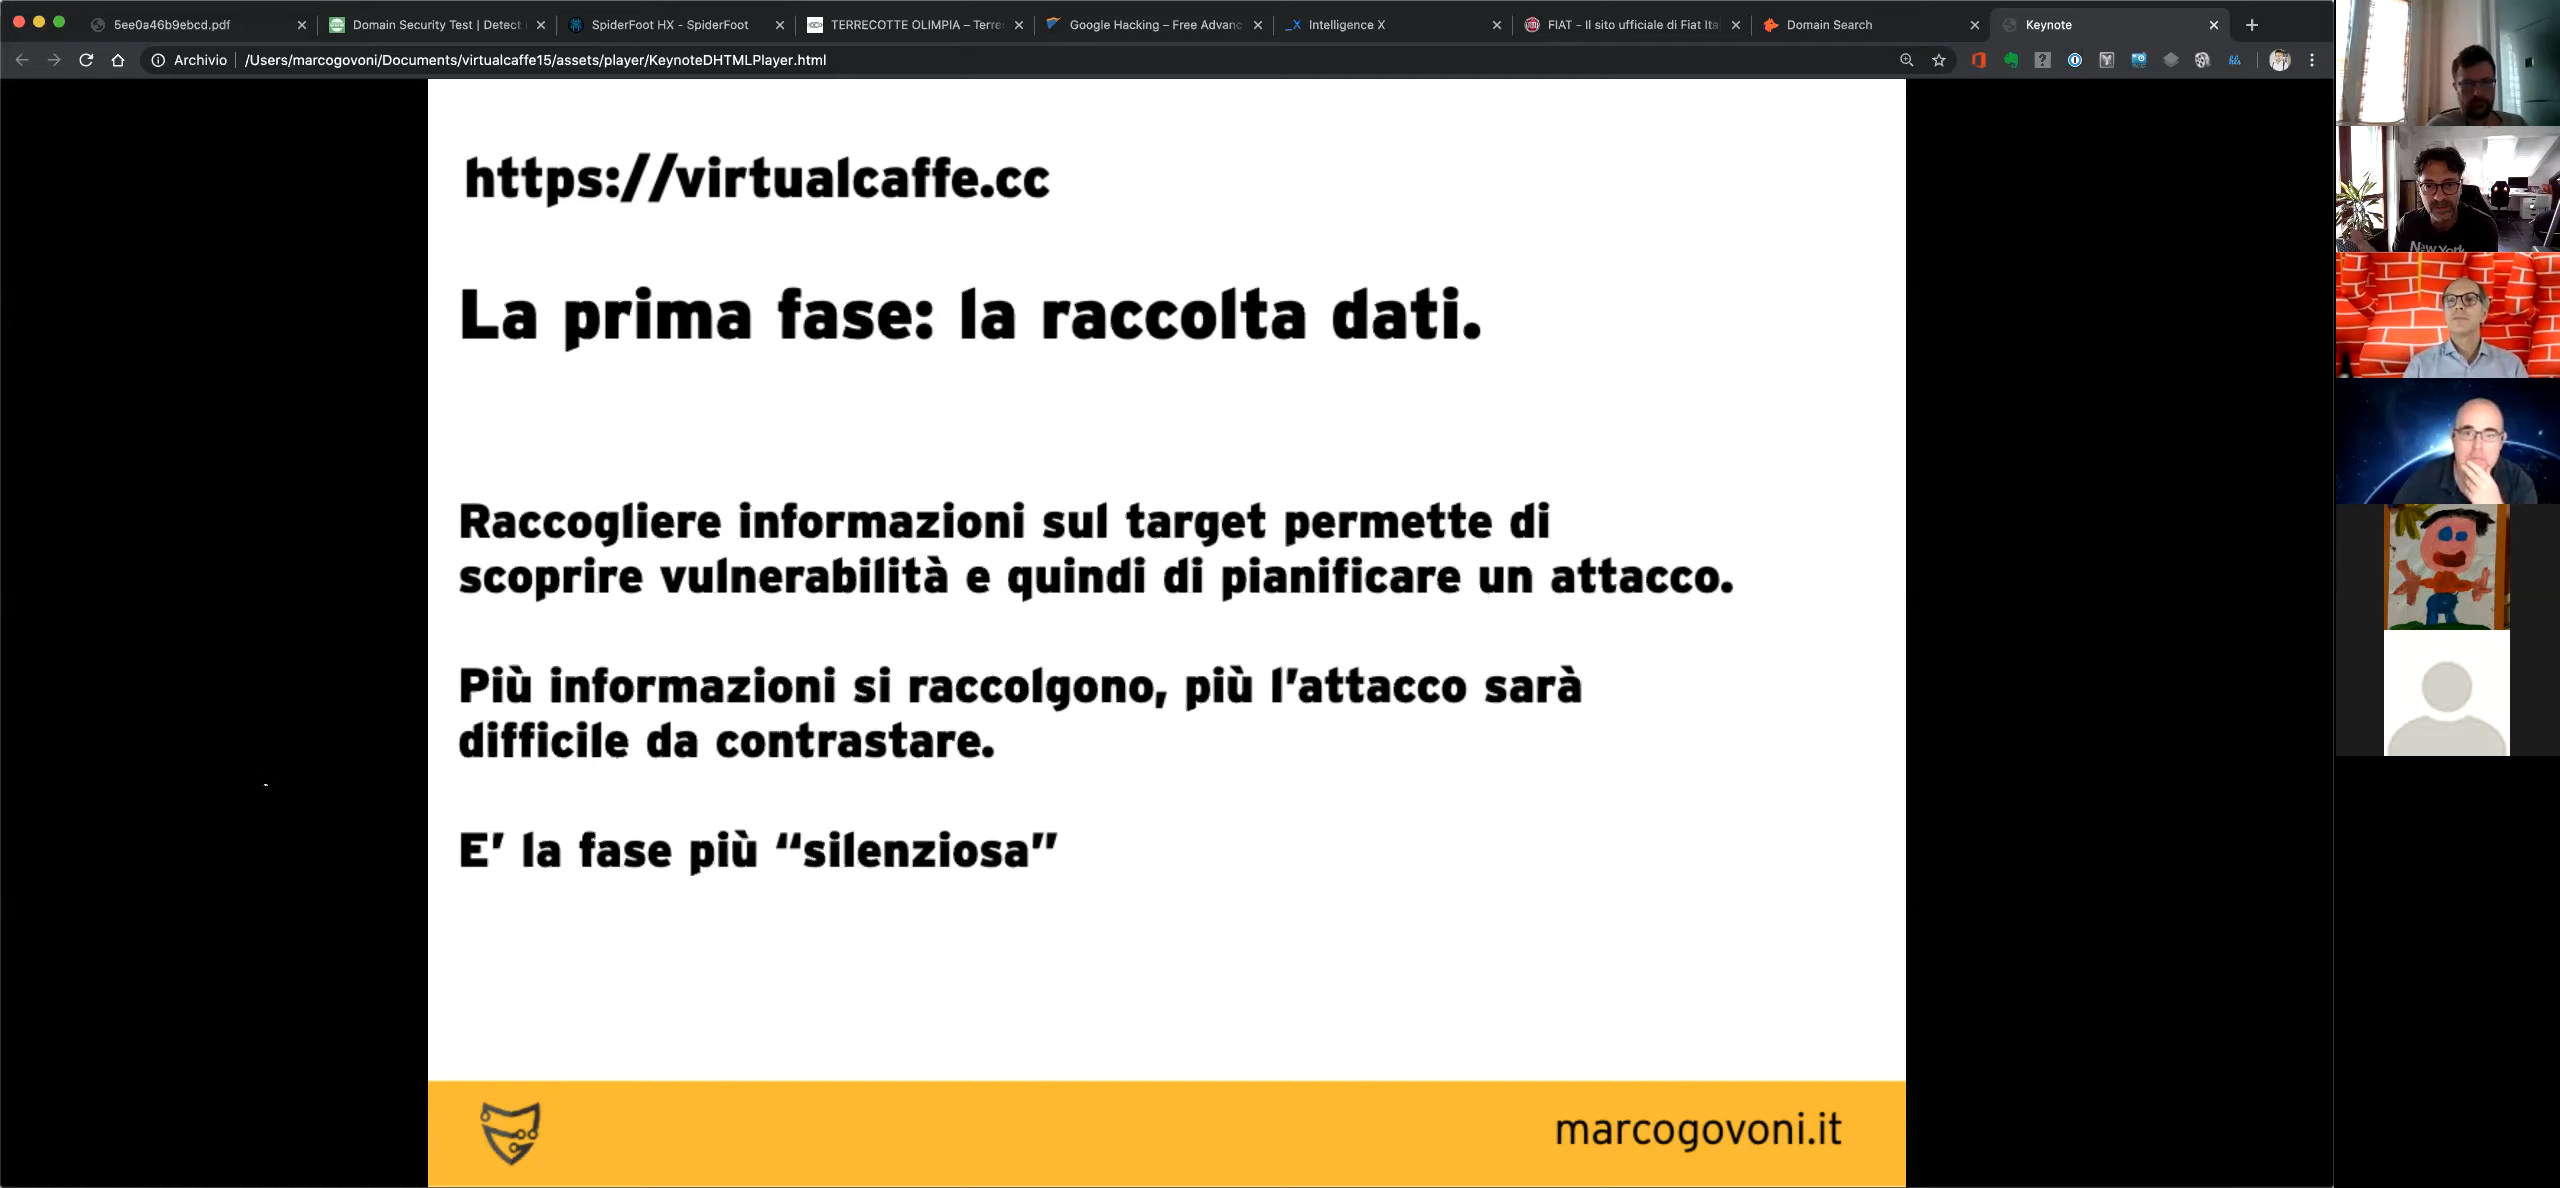 5ee0a46b9ebcd.pdf
Domain Security Test | Detect
SpiderFoot HX - SpiderFoot
TERRECOTTE OLIMPIA – Terre
Google Hacking – Free Advanc
Intelligence X
FIAT - Il sito ufficiale di Fiat Ita
Domain Search
Keynote
Archivio
/Users/marcogovoni/Documents/virtualcaffe15/assets/player/KeynoteDHTMLPlayer.html
https://virtualcaffe.cc
La prima fase: la raccolta dati.
Raccogliere informazioni sul target permette di
scoprire vulnerabilità e quindi di pianificare un attacco.
Più informazioni si raccolgono, più l’attacco sarà
difficile da contrastare.
E’ la fase più “silenziosa”
marcogovoni.it
New York